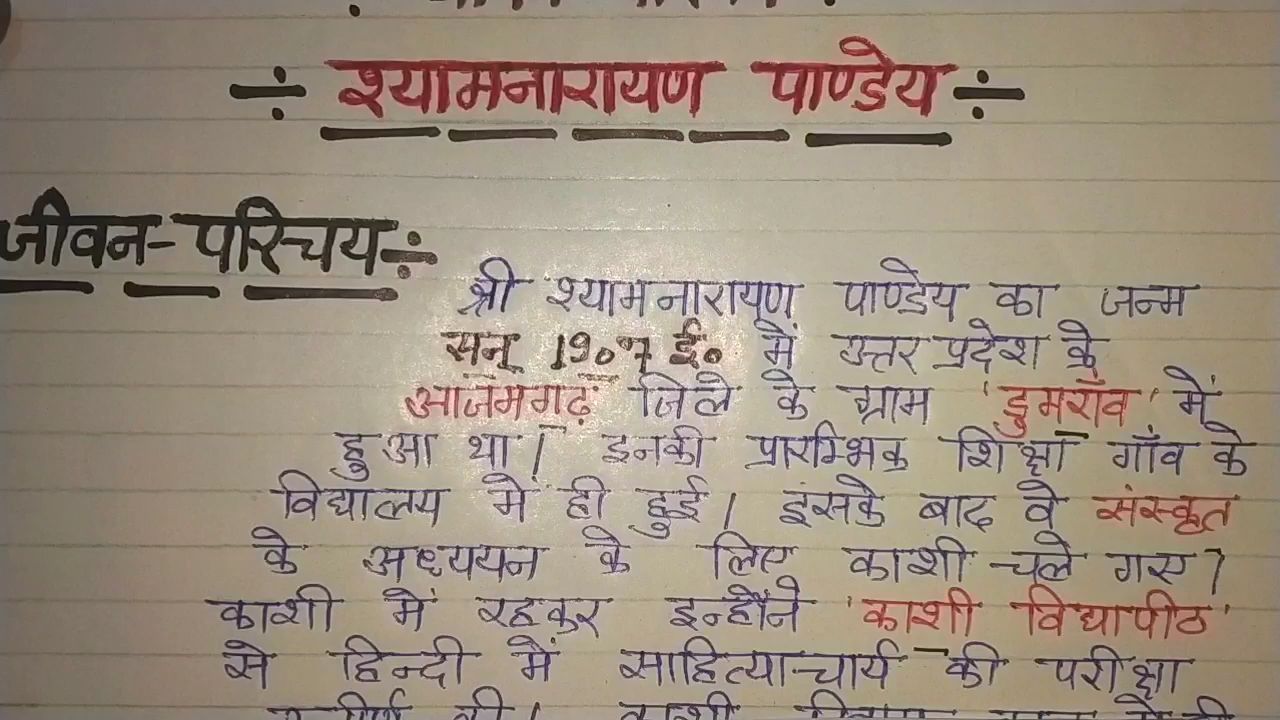 ÷ श्यामनारायण पाण्डेय ÷
जीवन-परिचय÷
श्री श्यामनारायण पाण्डेय का जन्म
सन् 1907 ई० में उत्तर प्रदेश के
आजमगढ़ जिले के ग्राम 'डुमराँव' में
हुआ था। इनकी प्रारम्भिक शिक्षा गाँव के
विद्यालय में ही हुई। इसके बाद वे संस्कृत
के अध्ययन के लिए काशी चले गए।
काशी में रहकर इन्होंने 'काशी विद्यापीठ'
से हिन्दी में साहित्याचार्य की परीक्षा